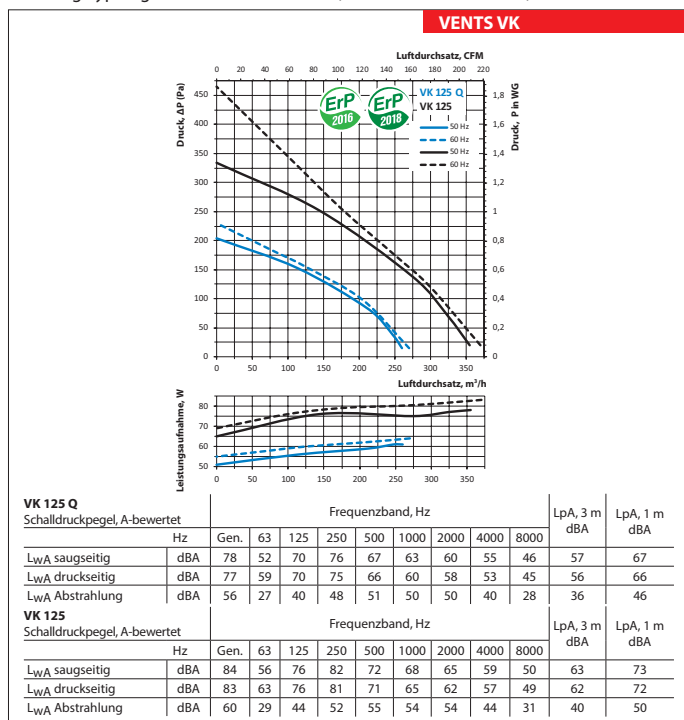 VENTS VK
Luftdurchsatz, CFM
0 20 40 60 80 100 120 140 160 180 200 220
Druck, ΔP (Pa)
450
400
350
300
250
200
150
100
50
0
ErP 2016
ErP 2018
VK 125 Q
VK 125
50 Hz
60 Hz
50 Hz
60 Hz
Druck, P in WG
1,8
1,6
1,4
1,2
1
0,8
0,6
0,4
0,2
0
0 50 100 150 200 250 300 350
Luftdurchsatz, m³/h
Leistungsaufnahme, W
80
70
60
50
0 50 100 150 200 250 300 350
VK 125 Q
Schalldruckpegel, A-bewertet Frequenzband, Hz LpA, 3 m dBA LpA, 1 m dBA
Hz Gen. 63 125 250 500 1000 2000 4000 8000
LwA saugseitig dBA 78 52 70 76 67 63 60 55 46 57 67
LwA druckseitig dBA 77 59 70 75 66 60 58 53 45 56 66
LwA Abstrahlung dBA 56 27 40 48 51 50 50 40 28 36 46
VK 125
Schalldruckpegel, A-bewertet Frequenzband, Hz LpA, 3 m dBA LpA, 1 m dBA
Hz Gen. 63 125 250 500 1000 2000 4000 8000
LwA saugseitig dBA 84 56 76 82 72 68 65 59 50 63 73
LwA druckseitig dBA 83 63 76 81 71 65 62 57 49 62 72
LwA Abstrahlung dBA 60 29 44 52 55 54 54 44 31 40 50